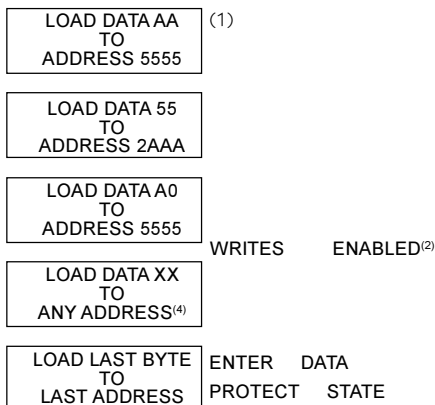 LOAD DATA AA (1)
TO
ADDRESS 5555
LOAD DATA 55
TO
ADDRESS 2AAA
LOAD DATA A0
TO
ADDRESS 5555
WRITES ENABLED(2)
LOAD DATA XX
TO
ANY ADDRESS(4)
LOAD LAST BYTE
TO
LAST ADDRESS
ENTER DATA
PROTECT STATE